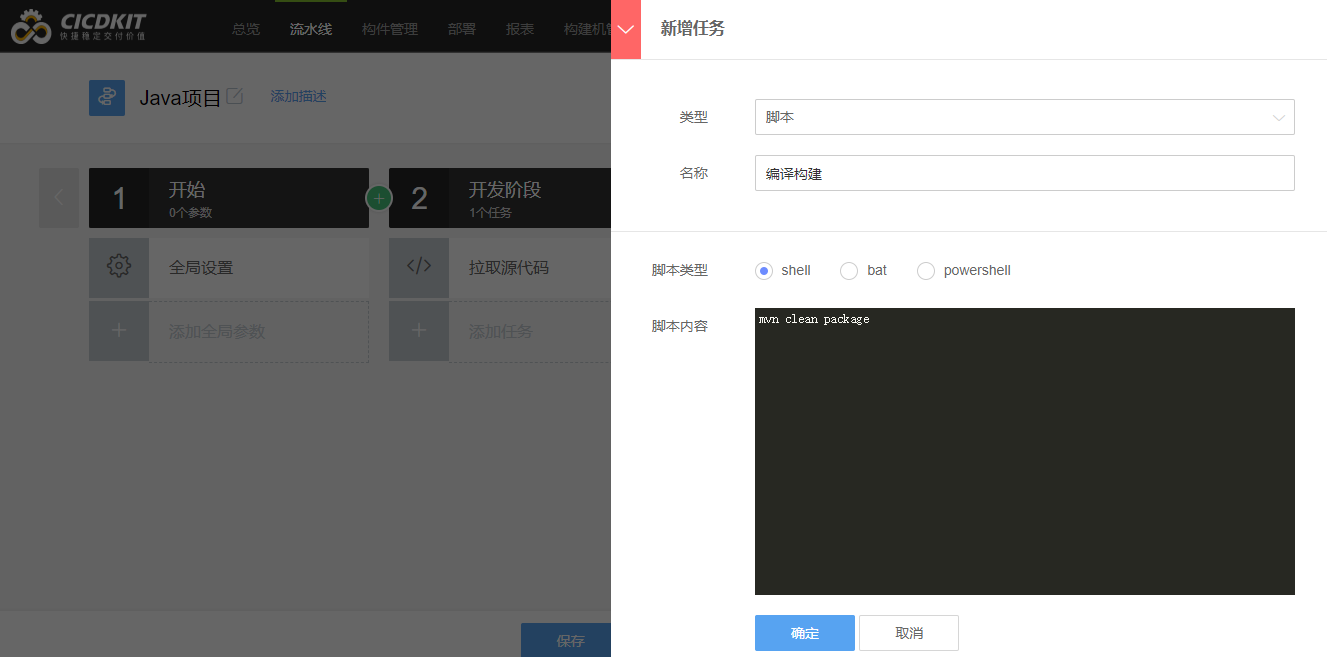 CICDKIT
快捷稳定交付价值
总览
流水线
构件管理
部署
报表
构建机管
Java项目
添加描述
1
开始
0个参数
2
开发阶段
1个任务
全局设置
拉取源代码
添加全局参数
添加任务
保存
新增任务
类型
脚本
名称
编译构建
脚本类型
shell
bat
powershell
脚本内容
mvn clean package
确定
取消